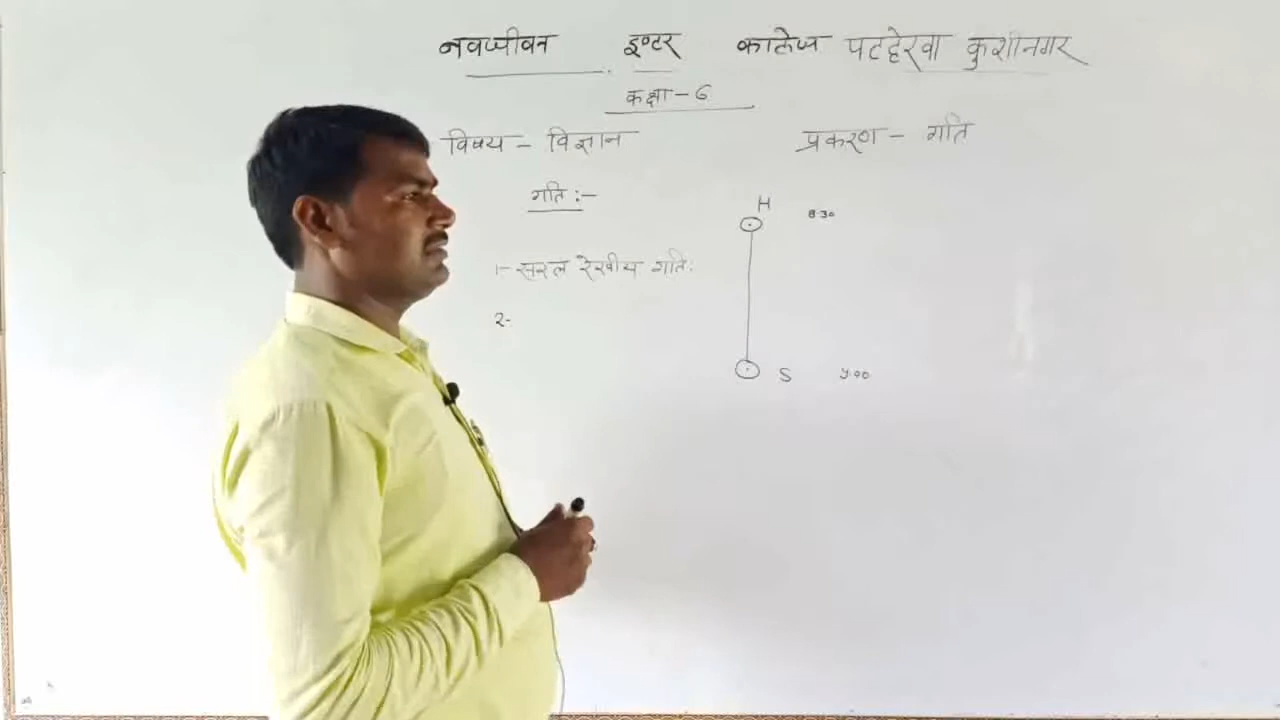 नवजीवन इण्टर कालेज पटहेरवा कुशीनगर
कक्षा - 6
विषय - विज्ञान प्रकरण - गति
गति :-
H 8:30
1- सरल रेखीय गति:
2-
S 9:00